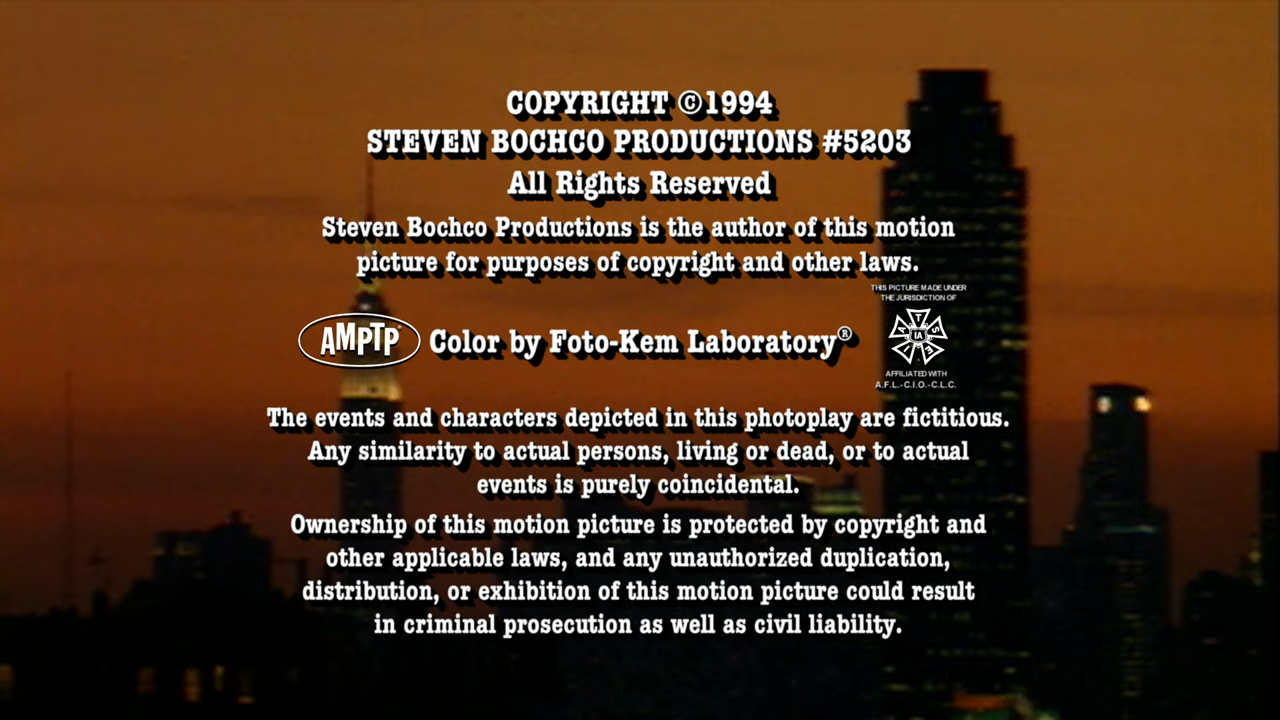 COPYRIGHT ©1994
STEVEN BOCHCO PRODUCTIONS #5203
All Rights Reserved
Steven Bochco Productions is the author of this motion
picture for purposes of copyright and other laws.
THIS PICTURE MADE UNDER
THE JURISDICTION OF
AMPTP® Color by Foto-Kem Laboratory®
IATSE
IA
AFFILIATED WITH
A.F.L.-C.I.O.-C.L.C.
The events and characters depicted in this photoplay are fictitious.
Any similarity to actual persons, living or dead, or to actual
events is purely coincidental.
Ownership of this motion picture is protected by copyright and
other applicable laws, and any unauthorized duplication,
distribution, or exhibition of this motion picture could result
in criminal prosecution as well as civil liability.